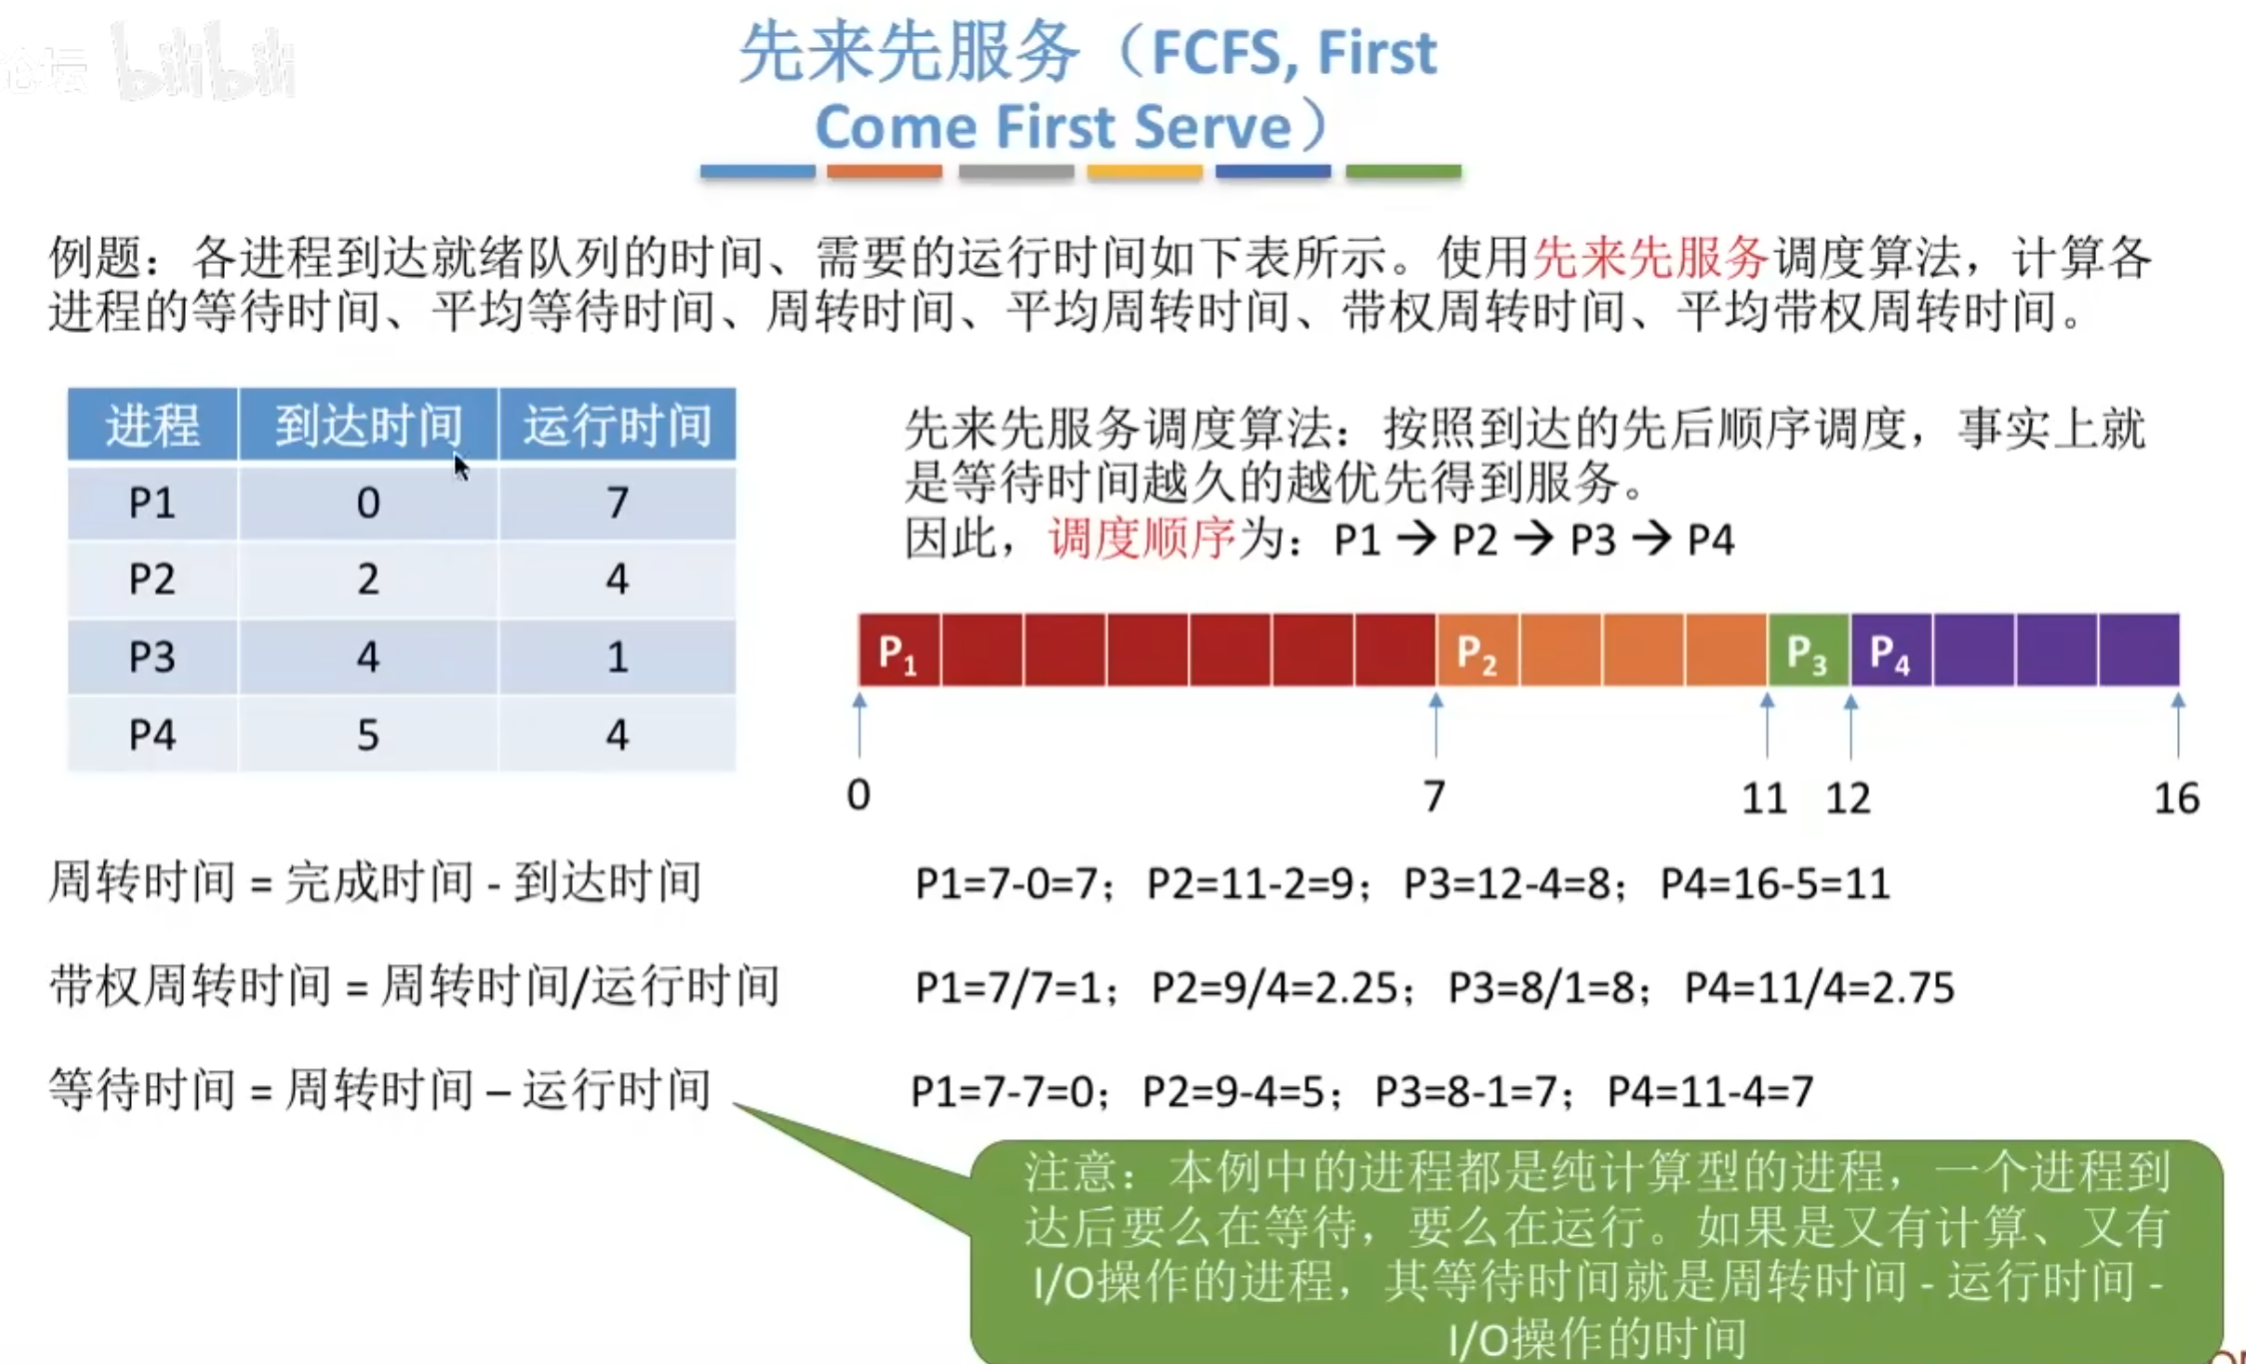 论坛 bilibili
先来先服务（FCFS, First
Come First Serve）
例题：各进程到达就绪队列的时间、需要的运行时间如下表所示。使用先来先服务调度算法，计算各
进程的等待时间、平均等待时间、周转时间、平均周转时间、带权周转时间、平均带权周转时间。
进程 到达时间 运行时间
P1 0 7
P2 2 4
P3 4 1
P4 5 4
先来先服务调度算法：按照到达的先后顺序调度，事实上就
是等待时间越久的越优先得到服务。
因此，调度顺序为：P1 → P2 → P3 → P4
P₁ P₂ P₃ P₄
0 7 11 12 16
周转时间 = 完成时间 - 到达时间
P1=7-0=7；P2=11-2=9；P3=12-4=8；P4=16-5=11
带权周转时间 = 周转时间/运行时间
P1=7/7=1；P2=9/4=2.25；P3=8/1=8；P4=11/4=2.75
等待时间 = 周转时间 – 运行时间
P1=7-7=0；P2=9-4=5；P3=8-1=7；P4=11-4=7
注意：本例中的进程都是纯计算型的进程，一个进程到
达后要么在等待，要么在运行。如果是又有计算、又有
I/O操作的进程，其等待时间就是周转时间 - 运行时间 -
I/O操作的时间